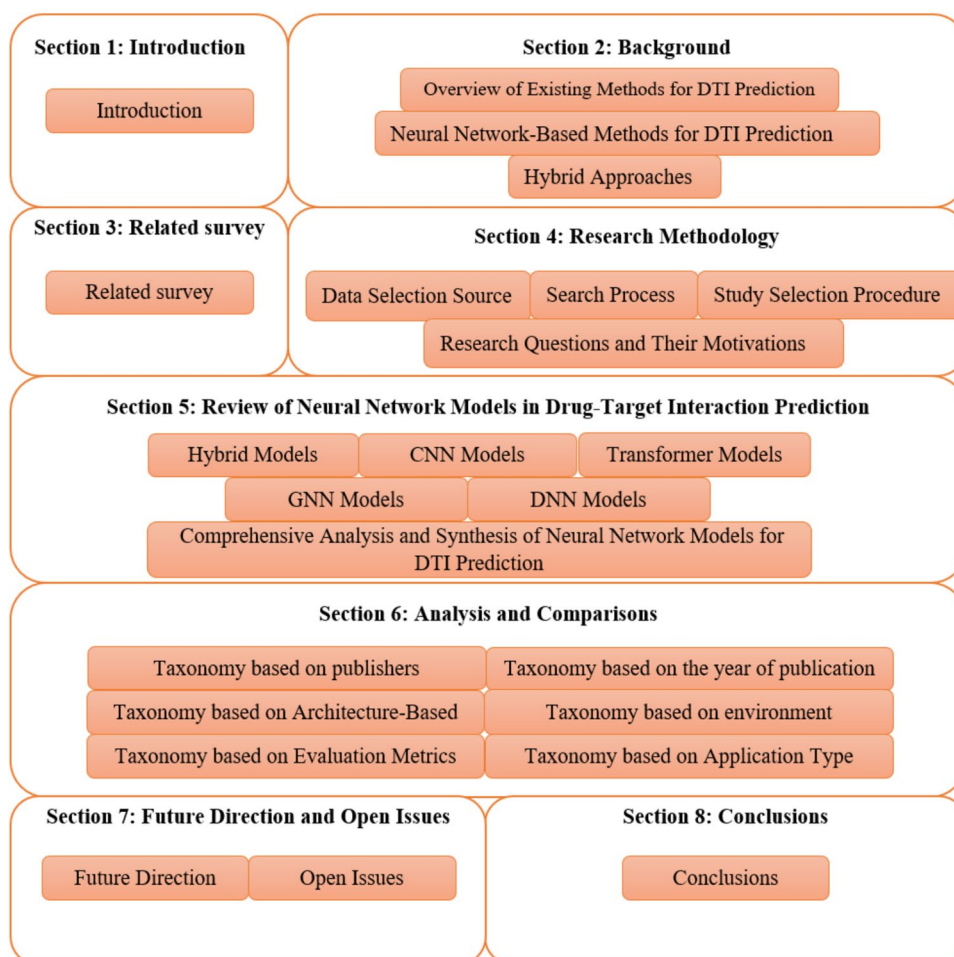 Section 1: Introduction
Introduction
Section 2: Background
Overview of Existing Methods for DTI Prediction
Neural Network-Based Methods for DTI Prediction
Hybrid Approaches
Section 3: Related survey
Related survey
Section 4: Research Methodology
Data Selection Source
Search Process
Study Selection Procedure
Research Questions and Their Motivations
Section 5: Review of Neural Network Models in Drug-Target Interaction Prediction
Hybrid Models
CNN Models
Transformer Models
GNN Models
DNN Models
Comprehensive Analysis and Synthesis of Neural Network Models for
DTI Prediction
Section 6: Analysis and Comparisons
Taxonomy based on publishers
Taxonomy based on the year of publication
Taxonomy based on Architecture-Based
Taxonomy based on environment
Taxonomy based on Evaluation Metrics
Taxonomy based on Application Type
Section 7: Future Direction and Open Issues
Future Direction
Open Issues
Section 8: Conclusions
Conclusions